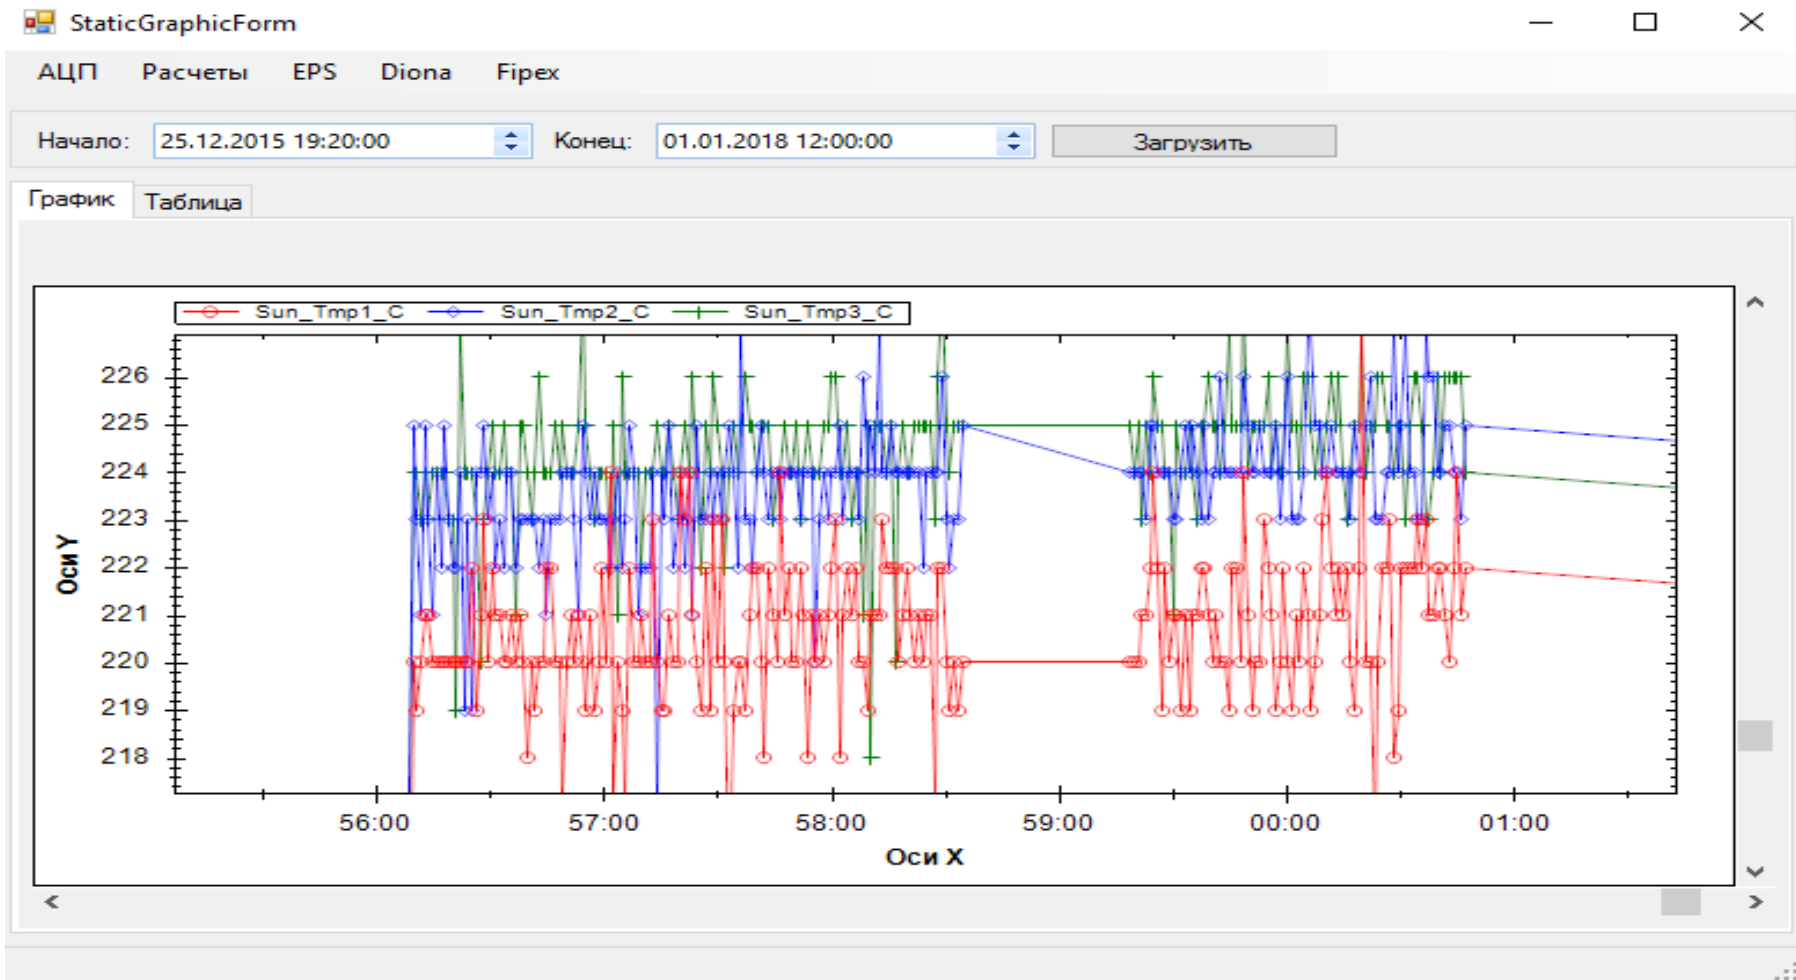 StaticGraphicForm
АЦП Расчеты EPS Diona Fipex
Начало: 25.12.2015 19:20:00 Конец: 01.01.2018 12:00:00 Загрузить
График Таблица
Sun_Tmp1_C Sun_Tmp2_C Sun_Tmp3_C
226
225
224
223
222
221
220
219
218
Оси Y
56:00 57:00 58:00 59:00 00:00 01:00
Оси X